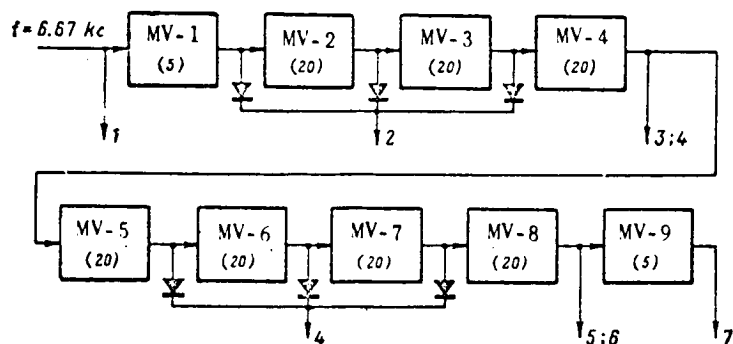 f=6.67 kc
MV-1
(5)
MV-2
(20)
MV-3
(20)
MV-4
(20)
1
2
3;4
MV-5
(20)
MV-6
(20)
MV-7
(20)
MV-8
(20)
MV-9
(5)
4
5;6
7